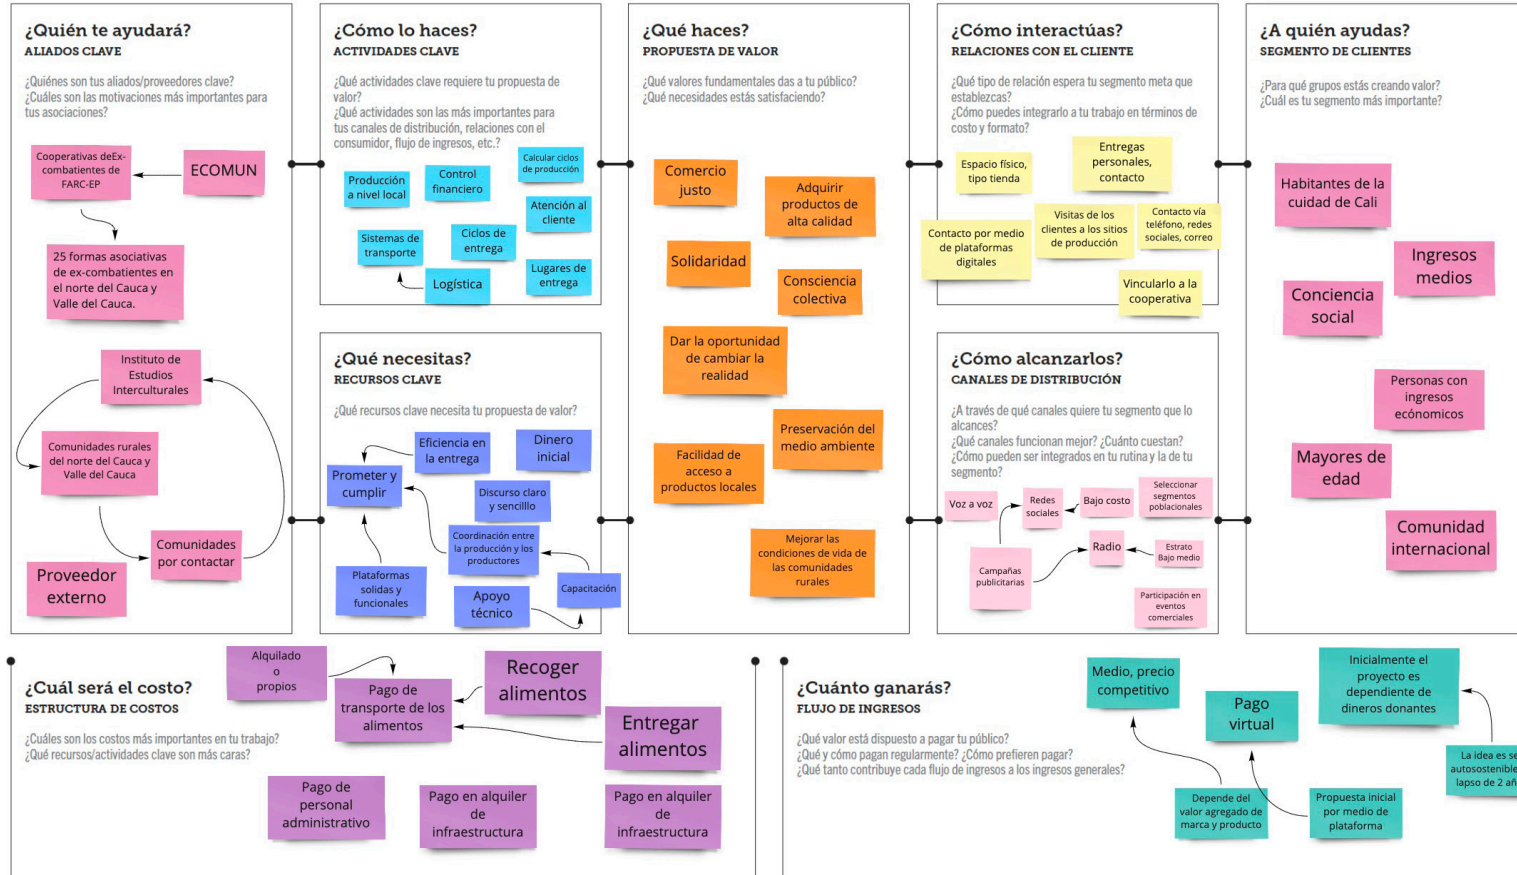 ¿Quién te ayudará?
ALIADOS CLAVE
¿Quiénes son tus aliados/proveedores clave?
¿Cuáles son las motivaciones más importantes para
tus asociaciones?
Cooperativas deEx-
combatientes de
FARC-EP
ECOMUN
25 formas asociativas
de ex-combatientes en
el norte del Cauca y
Valle del Cauca.
Instituto de
Estudios
Interculturales
Comunidades rurales
del norte del Cauca y
Valle del Cauca
Comunidades
por contactar
Proveedor
externo
¿Cómo lo haces?
ACTIVIDADES CLAVE
¿Qué actividades clave requiere tu propuesta de
valor?
¿Qué actividades son las más importantes para
tus canales de distribución, relaciones con el
consumidor, flujo de ingresos, etc.?
Producción
a nivel local
Control
financiero
Calcular ciclos
de producción
Atención al
cliente
Sistemas de
transporte
Ciclos de
entrega
Logística
Lugares de
entrega
¿Qué necesitas?
RECURSOS CLAVE
¿Qué recursos clave necesita tu propuesta de valor?
Eficiencia en
la entrega
Dinero
inicial
Prometer y
cumplir
Discurso claro
y sencilllo
Coordinación entre
la producción y los
productores
Plataformas
solidas y
funcionales
Apoyo
técnico
Capacitación
¿Qué haces?
PROPUESTA DE VALOR
¿Qué valores fundamentales das a tu público?
¿Qué necesidades estás satisfaciendo?
Comercio
justo
Adquirir
productos de
alta calidad
Solidaridad
Consciencia
colectiva
Dar la oportunidad
de cambiar la
realidad
Preservación del
medio ambiente
Facilidad de
acceso a
productos locales
Mejorar las
condiciones de vida de
las comunidades
rurales
¿Cómo interactúas?
RELACIONES CON EL CLIENTE
¿Qué tipo de relación espera tu segmento meta que
establezcas?
¿Cómo puedes integrarlo a tu trabajo en términos de
costo y formato?
Espacio físico,
tipo tienda
Entregas
personales,
contacto
Contacto por medio
de plataformas
digitales
Visitas de los
clientes a los sitios
de producción
Contacto vía
teléfono, redes
sociales, correo
Vincularlo a la
cooperativa
¿Cómo alcanzarlos?
CANALES DE DISTRIBUCIÓN
¿A través de qué canales quiere tu segmento que lo
alcances?
¿Qué canales funcionan mejor? ¿Cuánto cuestan?
¿Cómo pueden ser integrados en tu rutina y la de tu
segmento?
Voz a voz
Redes
sociales
Bajo costo
Seleccionar
segmentos
poblacionales
Campañas
publicitarias
Radio
Estrato
Bajo medio
Participación en
eventos
comerciales
¿A quién ayudas?
SEGMENTO DE CLIENTES
¿Para qué grupos estás creando valor?
¿Cuál es tu segmento más importante?
Habitantes de la
cuidad de Cali
Ingresos
medios
Conciencia
social
Personas con
ingresos
ecónomicos
Mayores de
edad
Comunidad
internacional
¿Cuál será el costo?
ESTRUCTURA DE COSTOS
¿Cuáles son los costos más importantes en tu trabajo?
¿Qué recursos/actividades clave son más caras?
Alquilado
o
propios
Pago de
transporte de los
alimentos
Recoger
alimentos
Entregar
alimentos
Pago de
personal
administrativo
Pago en alquiler
de
infraestructura
Pago en alquiler
de
infraestructura
¿Cuánto ganarás?
FLUJO DE INGRESOS
¿Qué valor está dispuesto a pagar tu público?
¿Qué y cómo pagan regularmente? ¿Cómo prefieren pagar?
¿Qué tanto contribuye cada flujo de ingresos a los ingresos generales?
Medio, precio
competitivo
Pago
virtual
Inicialmente el
proyecto es
dependiente de
dineros donantes
Depende del
valor agregado de
marca y producto
Propuesta inicial
por medio de
plataforma
La idea es se
autosostenible
lapso de 2 añ